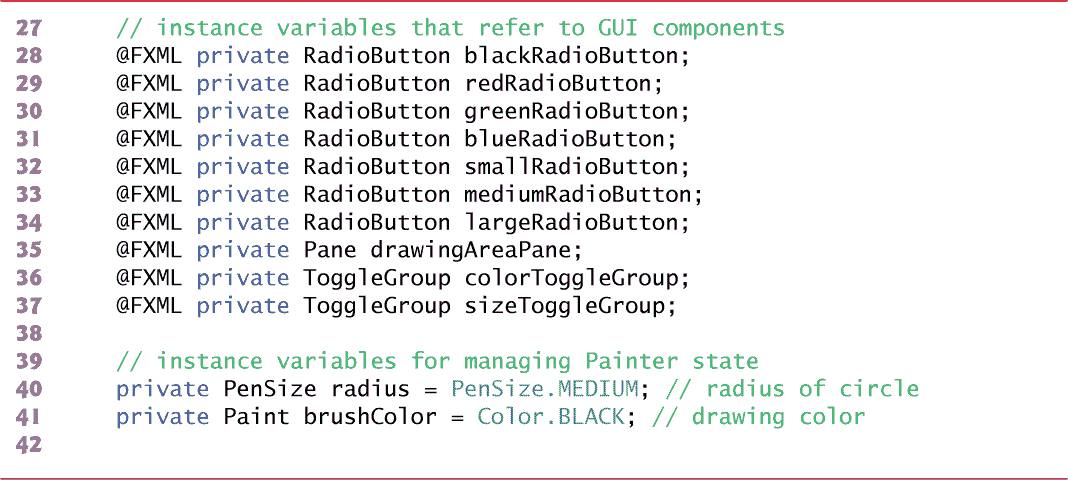 27 // instance variables that refer to GUI components
28 @FXML private RadioButton blackRadioButton;
29 @FXML private RadioButton redRadioButton;
30 @FXML private RadioButton greenRadioButton;
31 @FXML private RadioButton blueRadioButton;
32 @FXML private RadioButton smallRadioButton;
33 @FXML private RadioButton mediumRadioButton;
34 @FXML private RadioButton largeRadioButton;
35 @FXML private Pane drawingAreaPane;
36 @FXML private ToggleGroup colorToggleGroup;
37 @FXML private ToggleGroup sizeToggleGroup;
38
39 // instance variables for managing Painter state
40 private PenSize radius = PenSize.MEDIUM; // radius of circle
41 private Paint brushColor = Color.BLACK; // drawing color
42